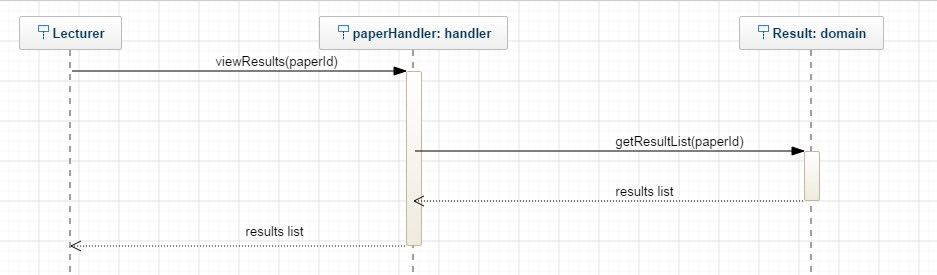 Lecturer
paperHandler: handler
Result: domain
viewResults(paperId)
getResultList(paperId)
results list
results list